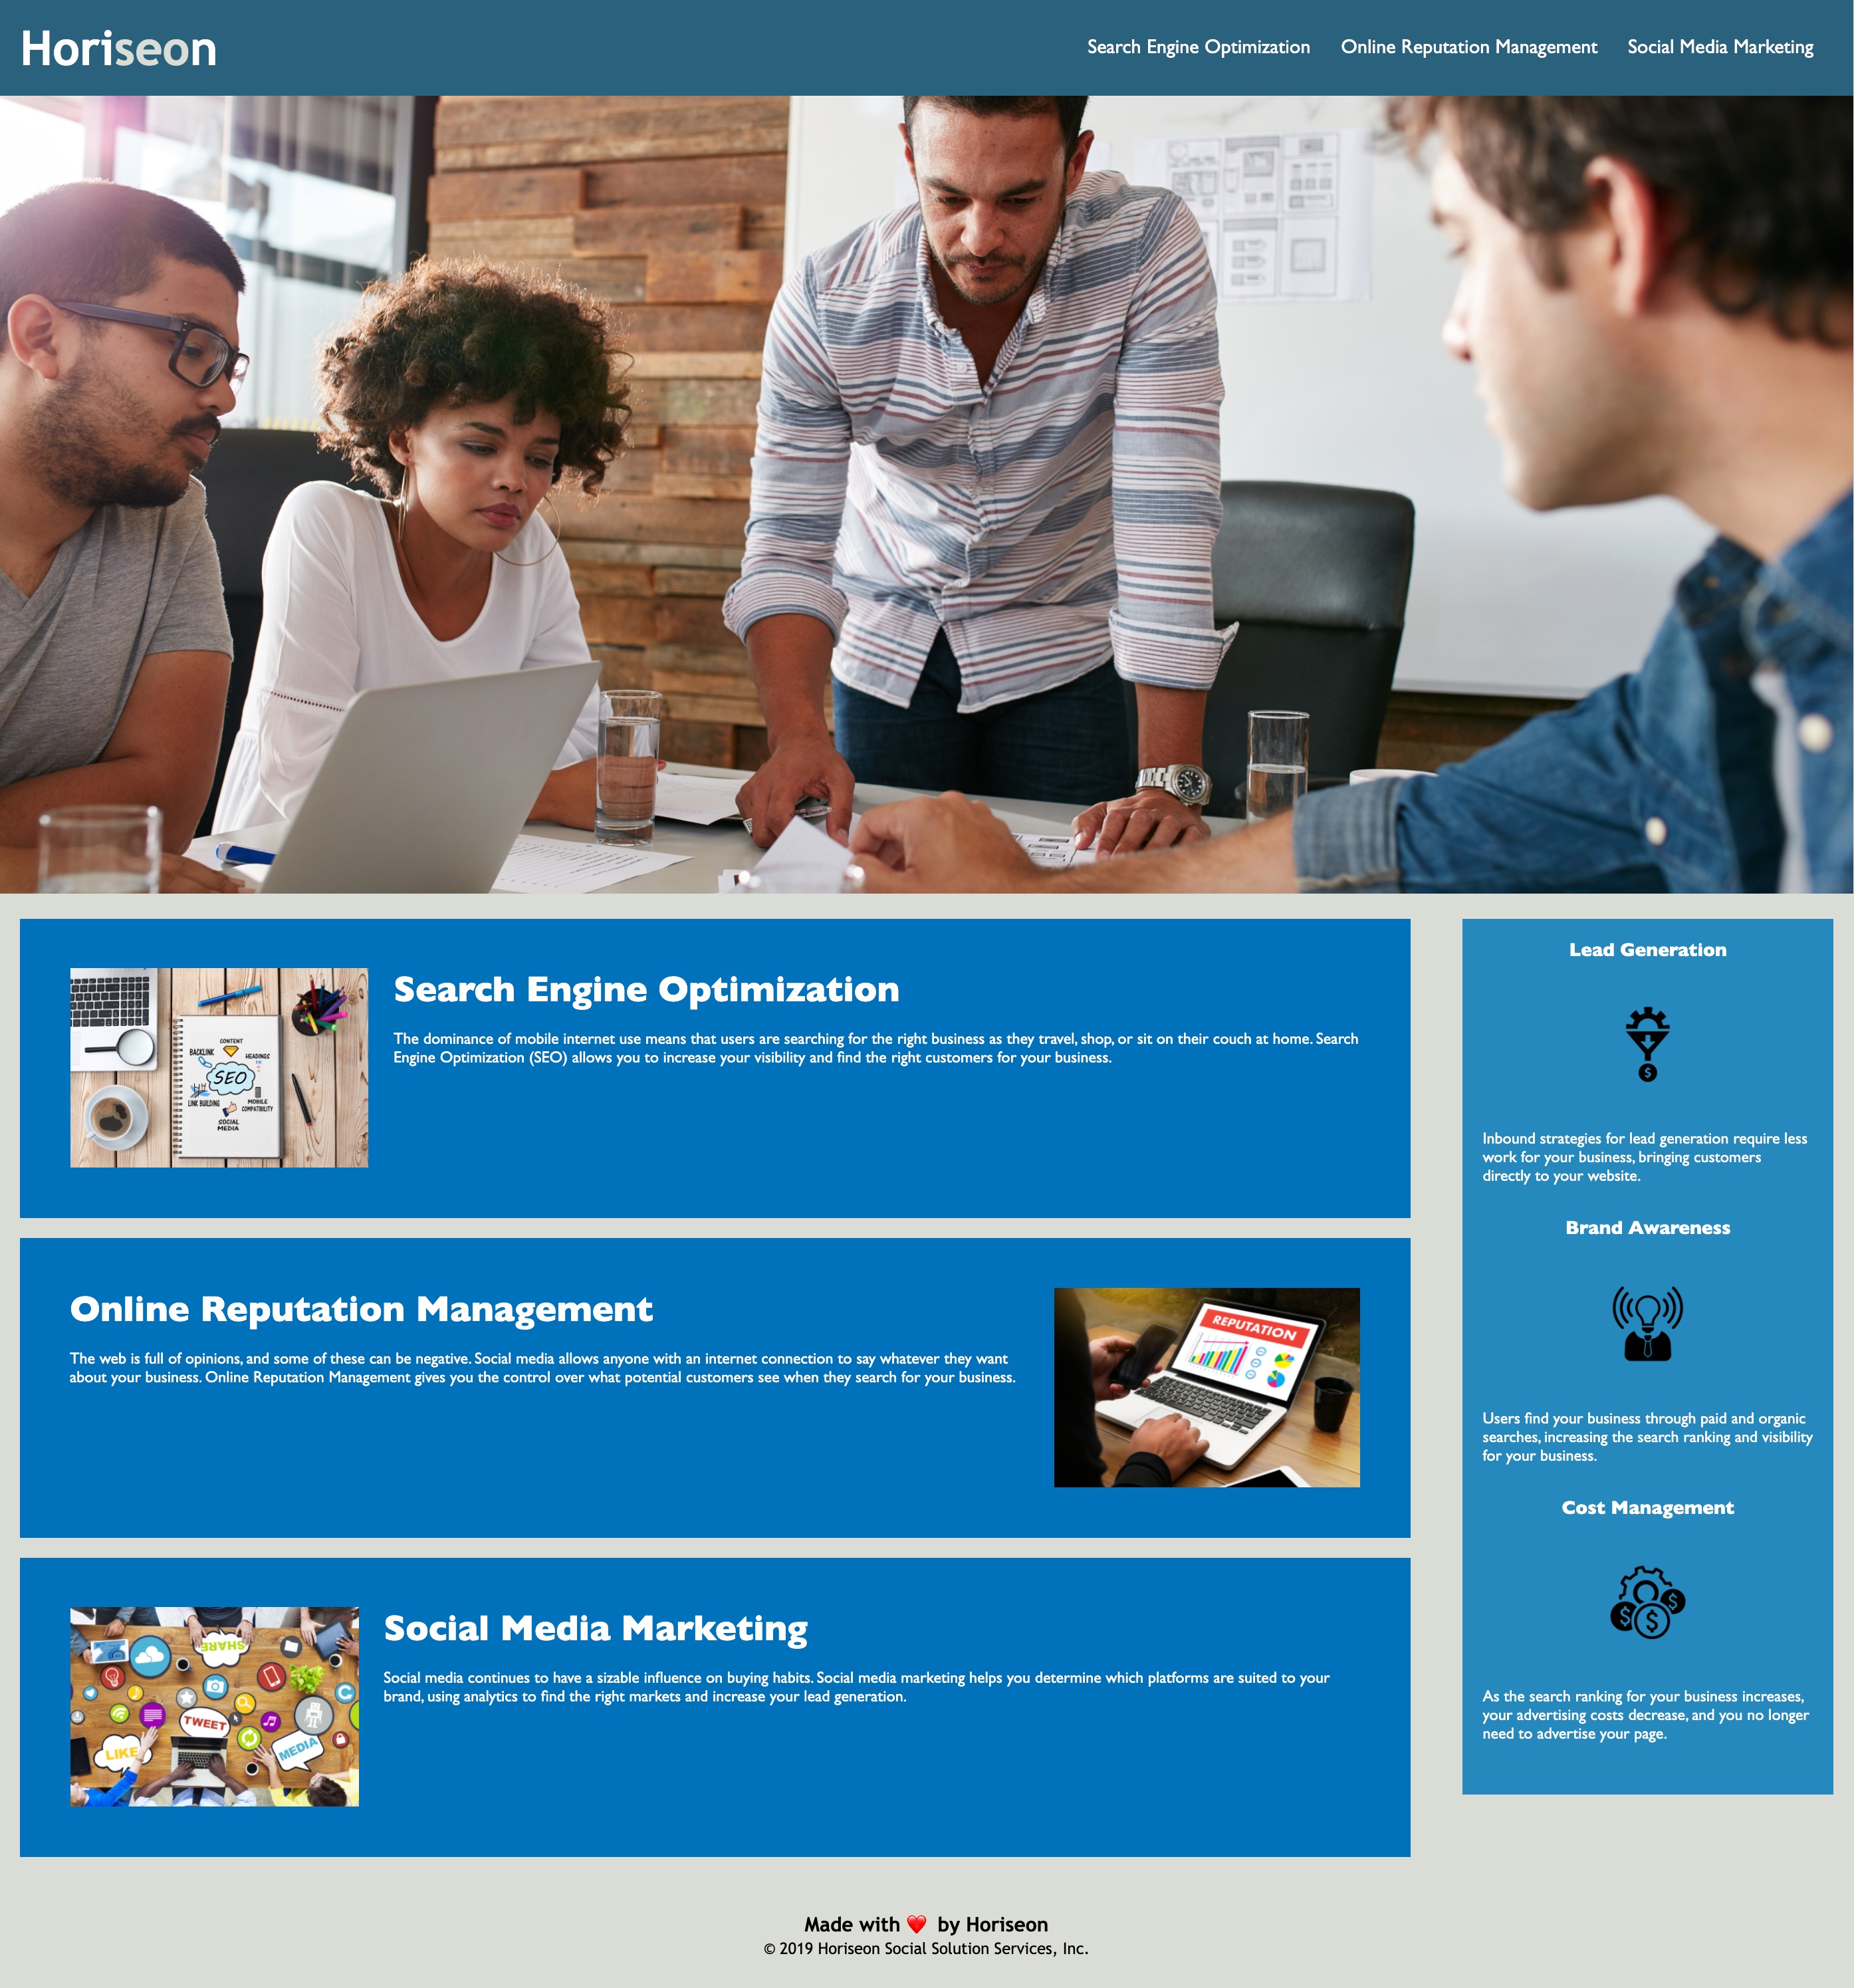 Horiseon
Search Engine Optimization
Online Reputation Management
Social Media Marketing
CONTENT
BACKLINK
HEADINGS
SEO
LINK BUILDING
MOBILE
COMPATIBILITY
SOCIAL
MEDIA
Search Engine Optimization
The dominance of mobile internet use means that users are searching for the right business as they travel, shop, or sit on their couch at home. Search
Engine Optimization (SEO) allows you to increase your visibility and find the right customers for your business.
Online Reputation Management
The web is full of opinions, and some of these can be negative. Social media allows anyone with an internet connection to say whatever they want
about your business. Online Reputation Management gives you the control over what potential customers see when they search for your business.
REPUTATION
SHARE
TWEET
LIKE
MEDIA
Social Media Marketing
Social media continues to have a sizable influence on buying habits. Social media marketing helps you determine which platforms are suited to your
brand, using analytics to find the right markets and increase your lead generation.
Lead Generation
$
Inbound strategies for lead generation require less
work for your business, bringing customers
directly to your website.
Brand Awareness
Users find your business through paid and organic
searches, increasing the search ranking and visibility
for your business.
Cost Management
$ $ $
As the search ranking for your business increases,
your advertising costs decrease, and you no longer
need to advertise your page.
Made with ❤️ by Horiseon
© 2019 Horiseon Social Solution Services, Inc.